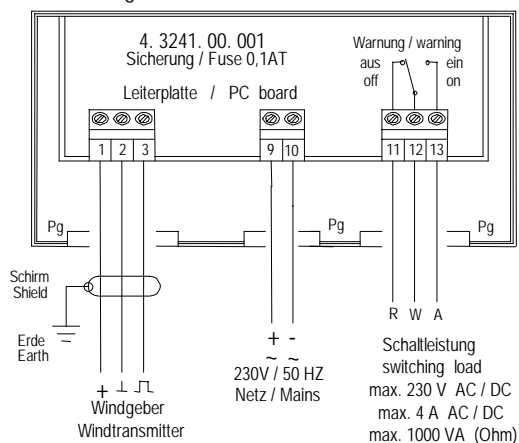 4. 3241. 00. 001
Sicherung / Fuse 0,1AT
Leiterplatte / PC board
Warnung / warning
aus ein
off on
1 2 3 9 10 11 12 13
Pg Pg Pg
Schirm
Shield
Erde
Earth
+ ⊥ ⎍
Windgeber
Windtransmitter
+ -
~ ~
230V / 50 HZ
Netz / Mains
R W A
Schaltleistung
switching load
max. 230 V AC / DC
max. 4 A AC / DC
max. 1000 VA (Ohm)